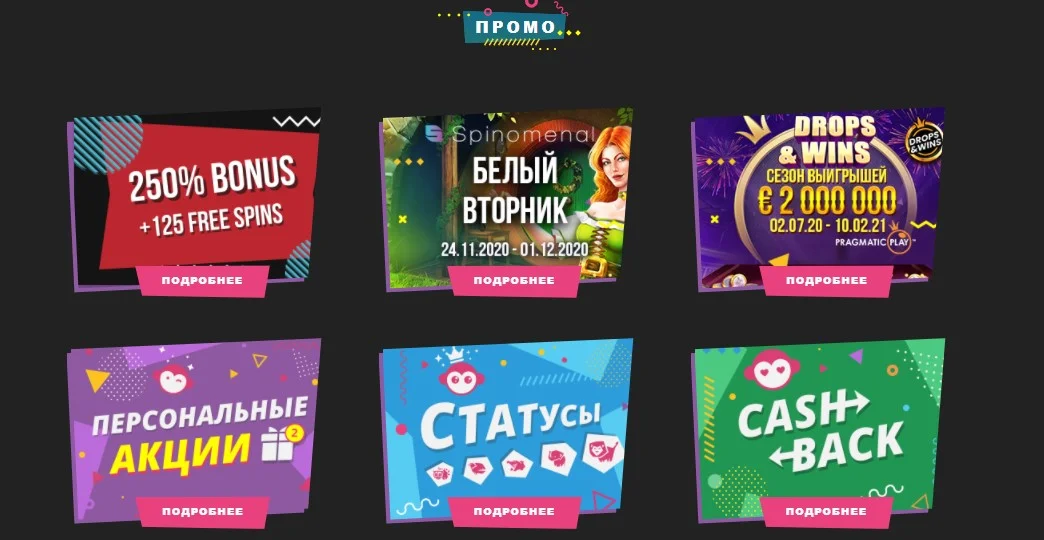 ПРОМО
250% BONUS
+125 FREE SPINS
ПОДРОБНЕЕ
Spinomenal
БЕЛЫЙ
ВТОРНИК
24.11.2020 - 01.12.2020
ПОДРОБНЕЕ
DROPS
& WINS
DROPS
& WINS
СЕЗОН ВЫИГРЫШЕЙ
€ 2 000 000
02.07.20 - 10.02.21
PRAGMATIC PLAY™
ПОДРОБНЕЕ
ПЕРСОНАЛЬНЫЕ
АКЦИИ
2
ПОДРОБНЕЕ
СТАТУСЫ
ПОДРОБНЕЕ
CASH
BACK
ПОДРОБНЕЕ